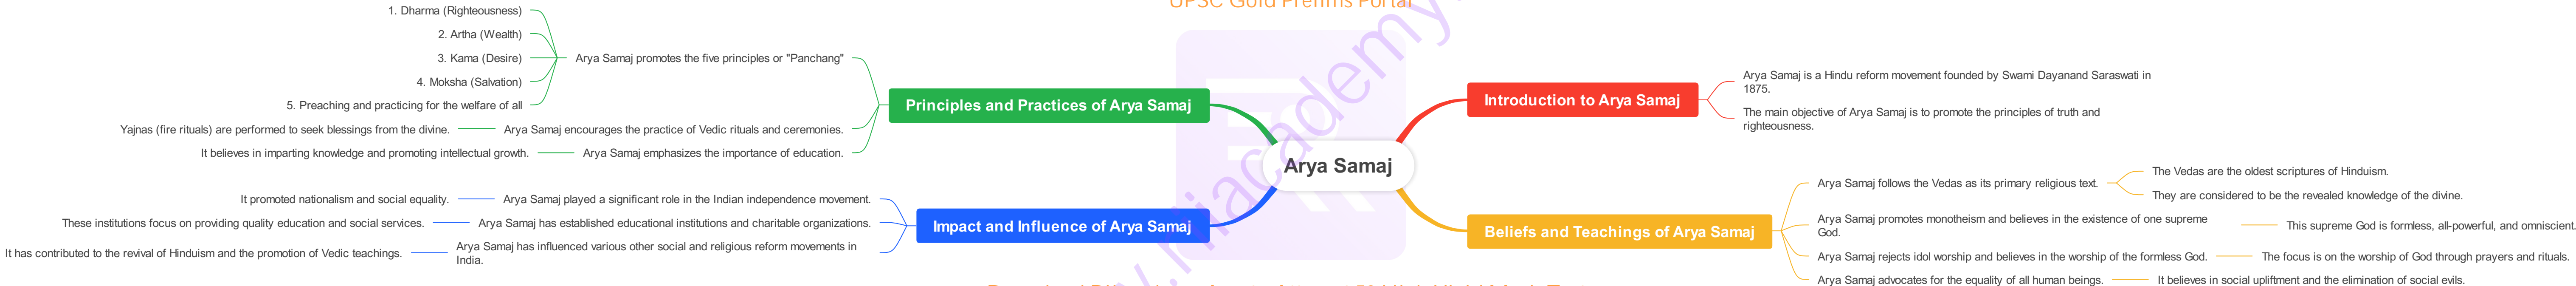 UPSC Gold Prelims Portal
1. Dharma (Righteousness)
2. Artha (Wealth)
3. Kama (Desire)
4. Moksha (Salvation)
5. Preaching and practicing for the welfare of all
Arya Samaj promotes the five principles or "Panchang"
Yajnas (fire rituals) are performed to seek blessings from the divine.
Arya Samaj encourages the practice of Vedic rituals and ceremonies.
It believes in imparting knowledge and promoting intellectual growth.
Arya Samaj emphasizes the importance of education.
Principles and Practices of Arya Samaj
It promoted nationalism and social equality.
Arya Samaj played a significant role in the Indian independence movement.
These institutions focus on providing quality education and social services.
Arya Samaj has established educational institutions and charitable organizations.
It has contributed to the revival of Hinduism and the promotion of Vedic teachings.
Arya Samaj has influenced various other social and religious reform movements in
India.
Impact and Influence of Arya Samaj
Arya Samaj
Introduction to Arya Samaj
Arya Samaj is a Hindu reform movement founded by Swami Dayanand Saraswati in
1875.
The main objective of Arya Samaj is to promote the principles of truth and
righteousness.
Beliefs and Teachings of Arya Samaj
Arya Samaj follows the Vedas as its primary religious text.
The Vedas are the oldest scriptures of Hinduism.
They are considered to be the revealed knowledge of the divine.
Arya Samaj promotes monotheism and believes in the existence of one supreme
God.
This supreme God is formless, all-powerful, and omniscient.
Arya Samaj rejects idol worship and believes in the worship of the formless God.
The focus is on the worship of God through prayers and rituals.
Arya Samaj advocates for the equality of all human beings.
It believes in social upliftment and the elimination of social evils.